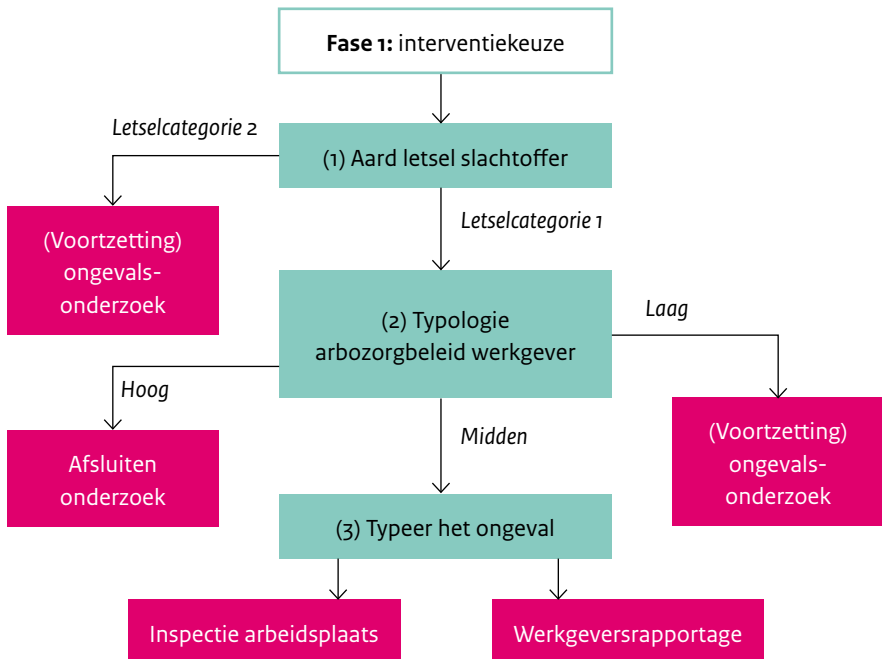 Fase 1: interventiekeuze
Letselcategorie 2
(1) Aard letsel slachtoffer
(Voortzetting)
ongevals-
onderzoek
Letselcategorie 1
(2) Typologie
arbozorgbeleid werkgever
Laag
Hoog
Midden
(Voortzetting)
ongevals-
onderzoek
Afsluiten
onderzoek
(3) Typeer het ongeval
Inspectie arbeidsplaats
Werkgeversrapportage